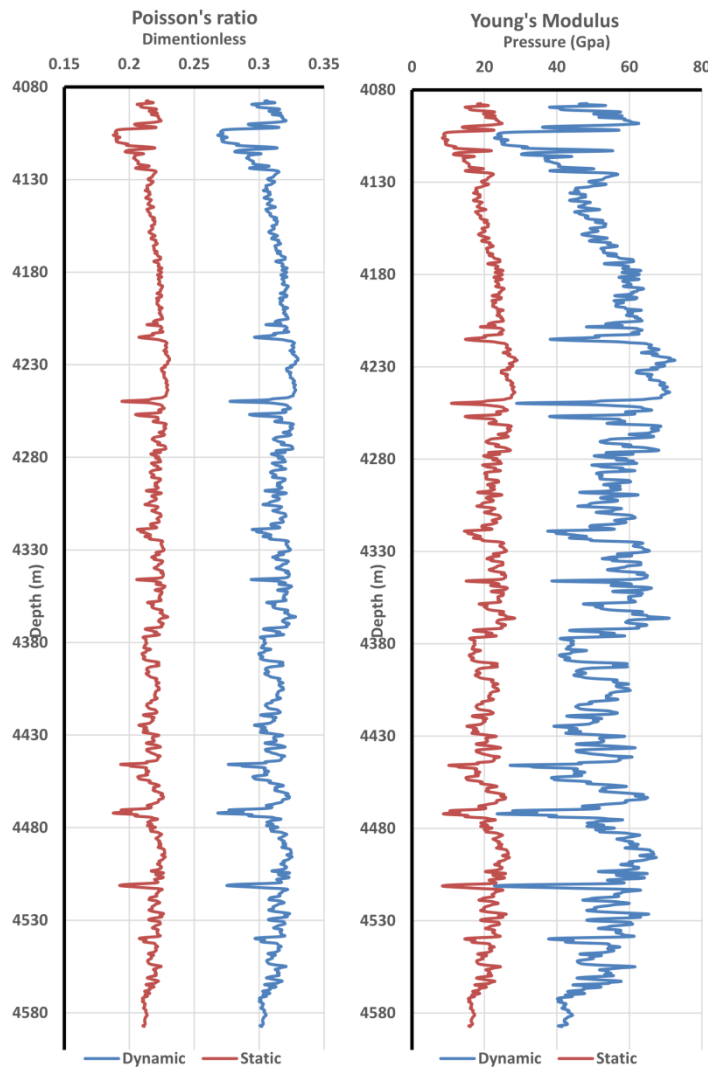 Poisson's ratio
Dimentionless
0.15 0.2 0.25 0.3 0.35
4080
4130
4180
4230
4280
4330
4380
4430
4480
4530
4580
Depth (m)
Dynamic Static
Young's Modulus
Pressure (Gpa)
0 20 40 60 80
4080
4130
4180
4230
4280
4330
4380
4430
4480
4530
4580
Depth (m)
Dynamic Static